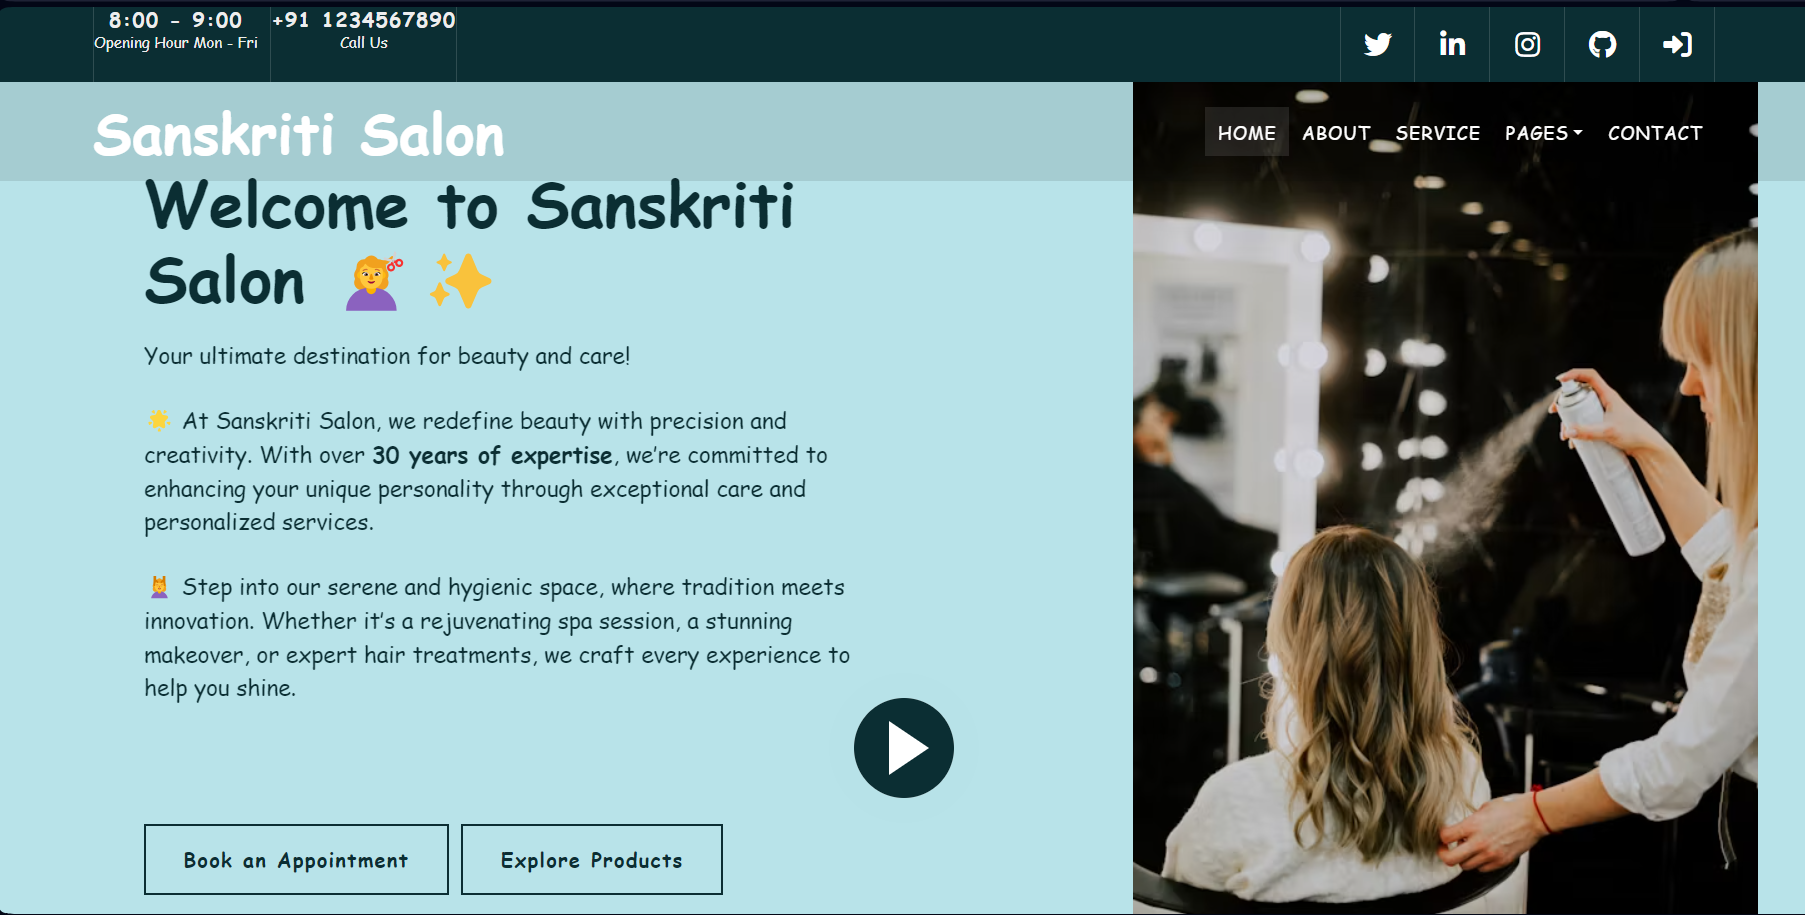 8:00 - 9:00
Opening Hour Mon - Fri
+91 1234567890
Call Us
Sanskriti Salon
HOME ABOUT SERVICE PAGES CONTACT
Welcome to Sanskriti
Salon 💇‍♀️ ✨
Your ultimate destination for beauty and care!
🌟 At Sanskriti Salon, we redefine beauty with precision and
creativity. With over 30 years of expertise, we’re committed to
enhancing your unique personality through exceptional care and
personalized services.
💆‍♀️ Step into our serene and hygienic space, where tradition meets
innovation. Whether it’s a rejuvenating spa session, a stunning
makeover, or expert hair treatments, we craft every experience to
help you shine.
Book an Appointment
Explore Products